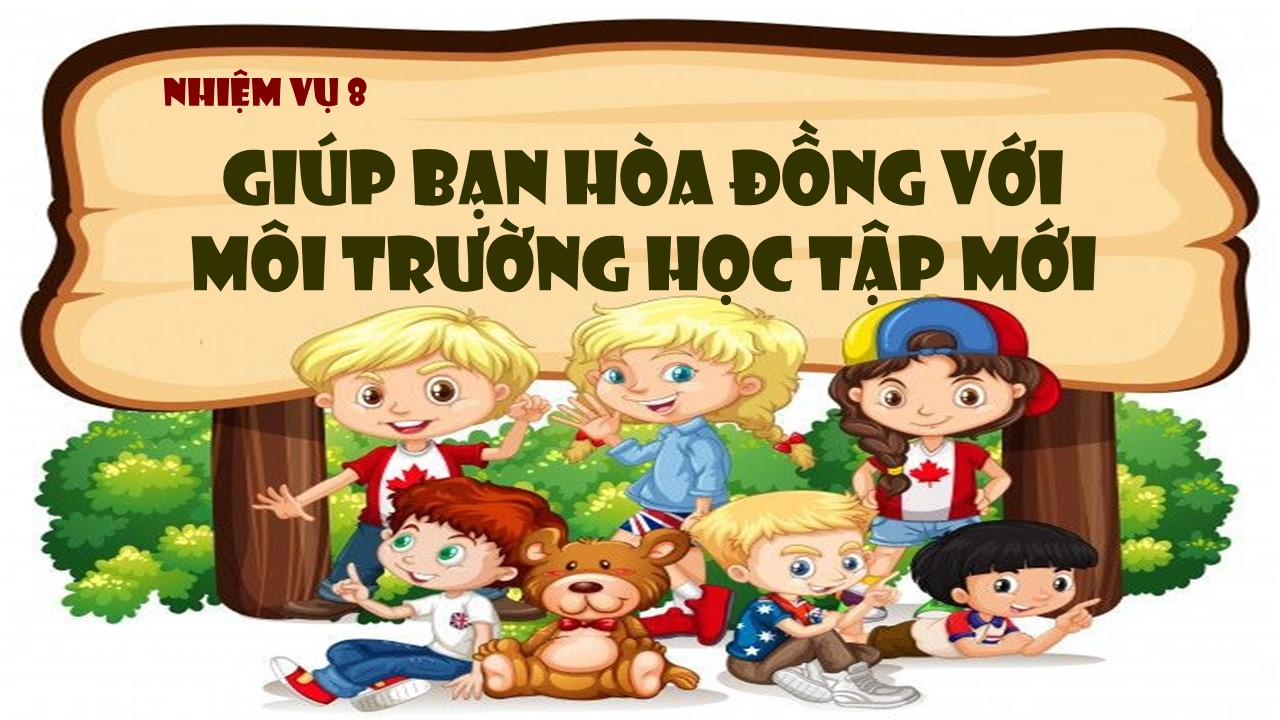 NHIỆM VỤ 8
GIÚP BẠN HÒA ĐỒNG VỚI
MÔI TRƯỜNG HỌC TẬP MỚI